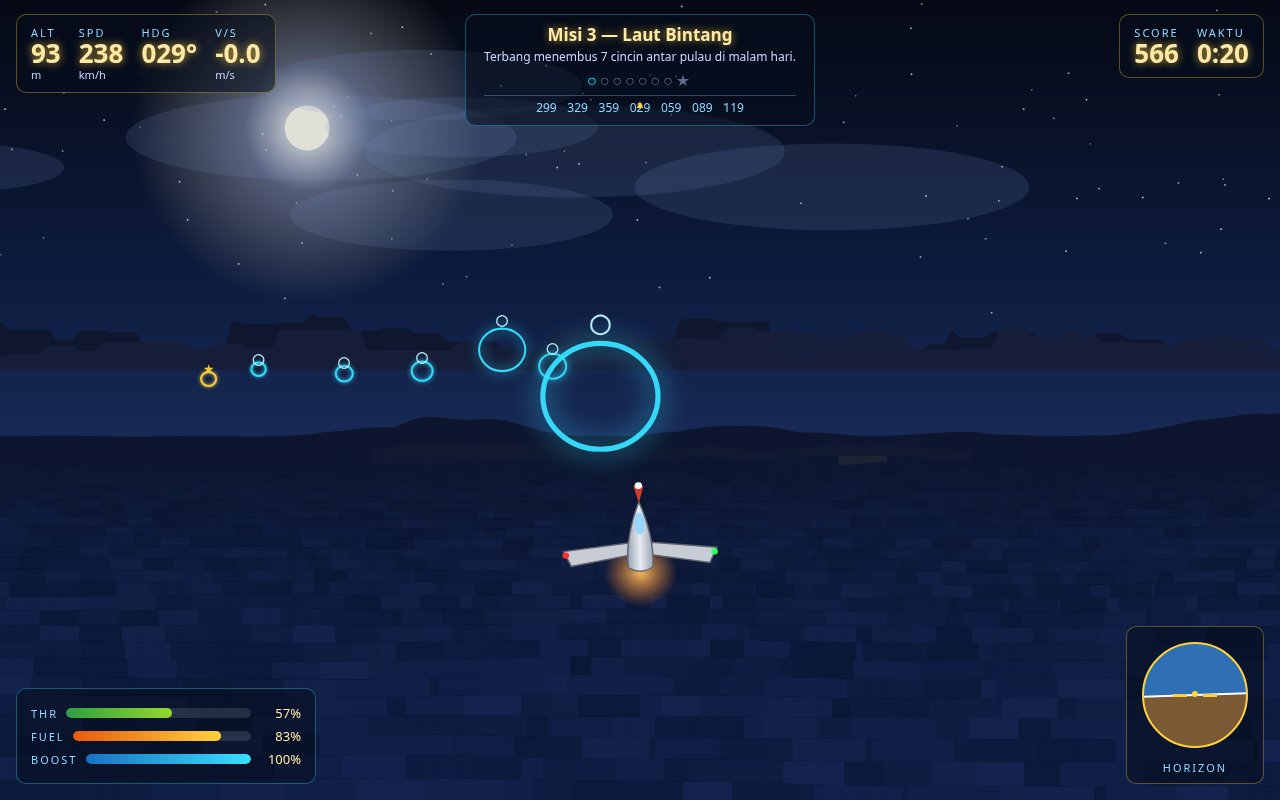 ALT SPD HDG V/S
93 238 029° -0.0
m km/h m/s
Misi 3 — Laut Bintang
Terbang menembus 7 cincin antar pulau di malam hari.
299 329 359 029 059 089 119
SCORE WAKTU
566 0:20
THR 57%
FUEL 83%
BOOST 100%
HORIZON